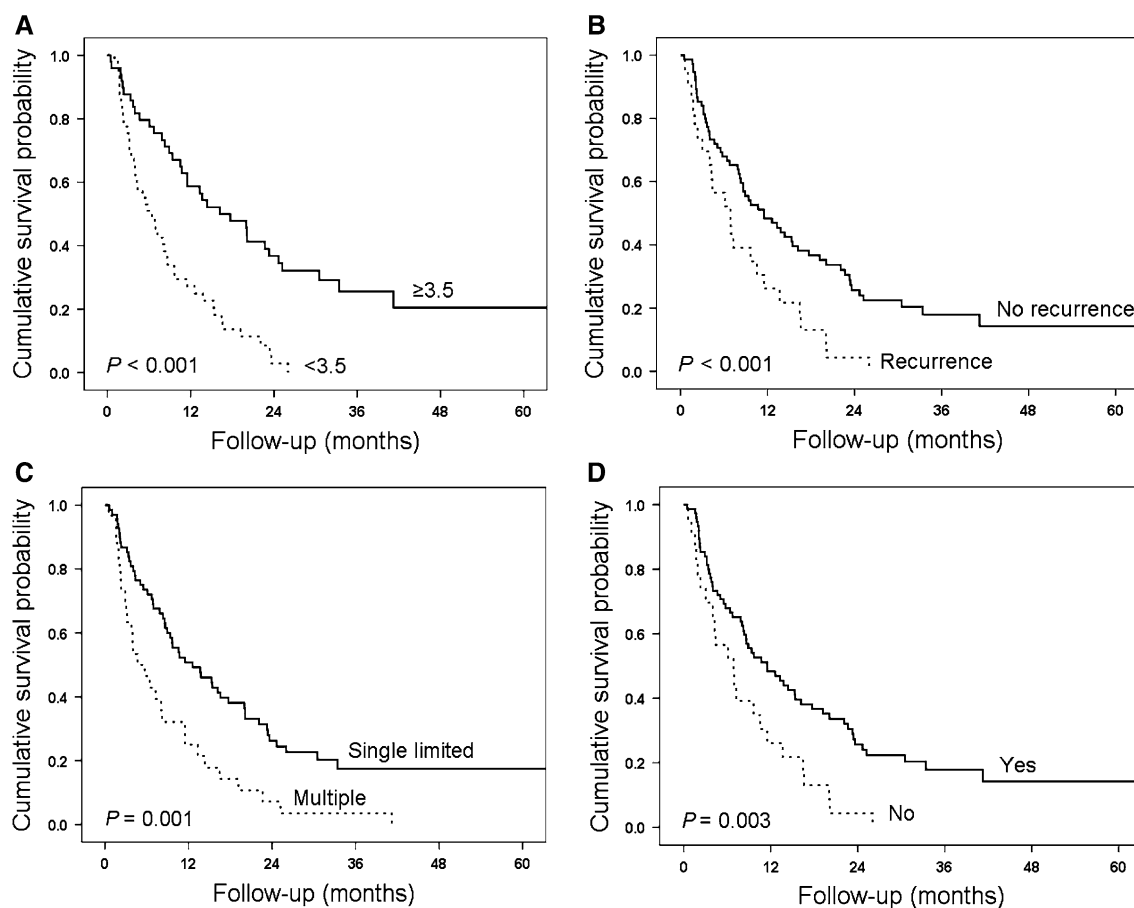 A
Cumulative survival probability
1.0
0.8
0.6
0.4
0.2
0.0
≥3.5
<3.5
P < 0.001
0 12 24 36 48 60
Follow-up (months)
B
Cumulative survival probability
1.0
0.8
0.6
0.4
0.2
0.0
No recurrence
Recurrence
P < 0.001
0 12 24 36 48 60
Follow-up (months)
C
Cumulative survival probability
1.0
0.8
0.6
0.4
0.2
0.0
Single limited
Multiple
P = 0.001
0 12 24 36 48 60
Follow-up (months)
D
Cumulative survival probability
1.0
0.8
0.6
0.4
0.2
0.0
Yes
No
P = 0.003
0 12 24 36 48 60
Follow-up (months)